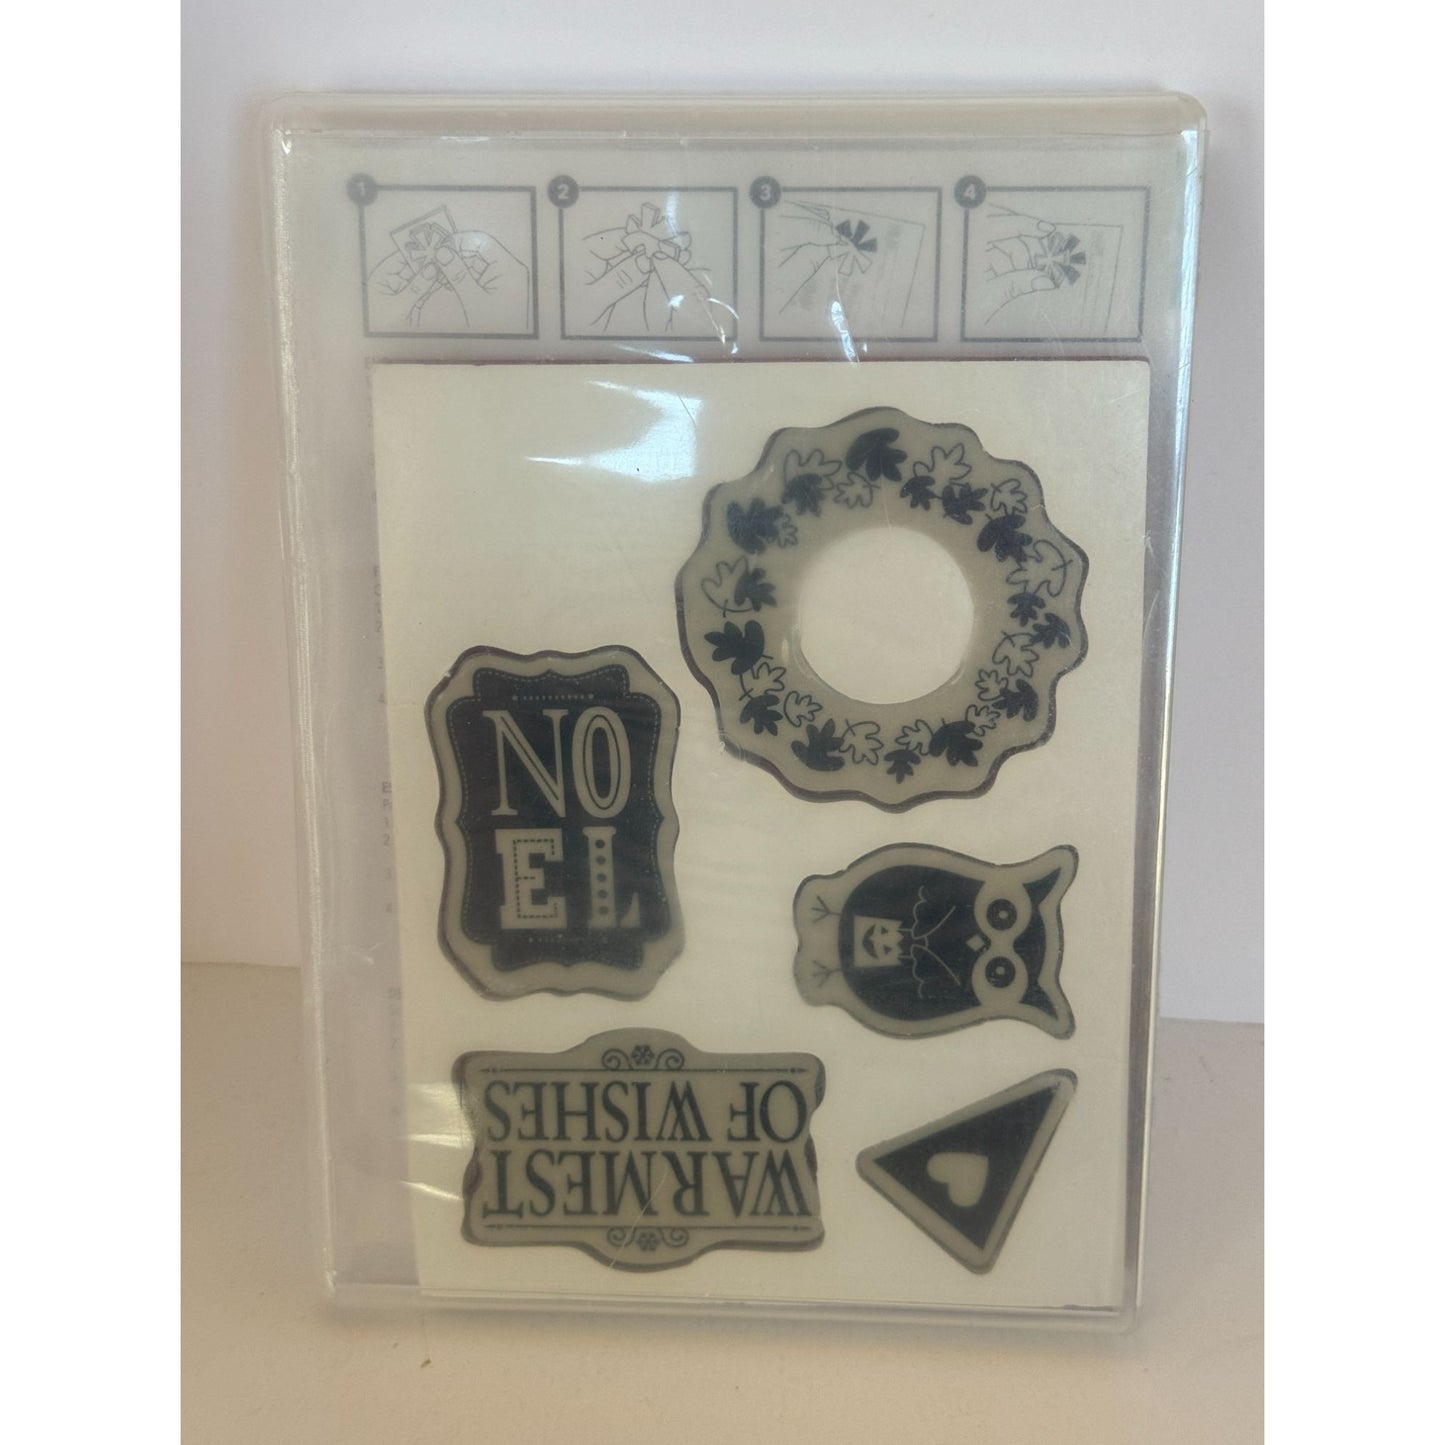 1 2 3 4
NO
EL
WARMEST
OF WISHES